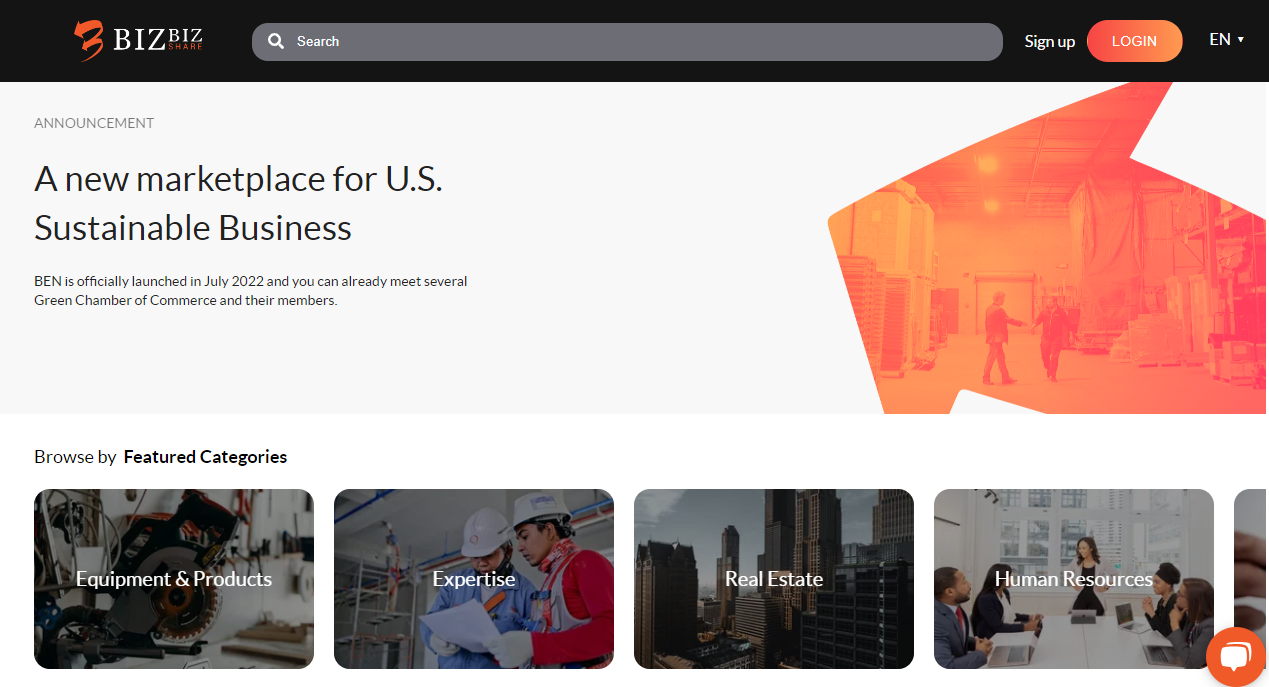 BIZBIZ
SHARE
Search
Sign up
LOGIN
EN
ANNOUNCEMENT
A new marketplace for U.S.
Sustainable Business
BEN is officially launched in July 2022 and you can already meet several
Green Chamber of Commerce and their members.
Browse by Featured Categories
Equipment & Products
Expertise
Real Estate
Human Resources